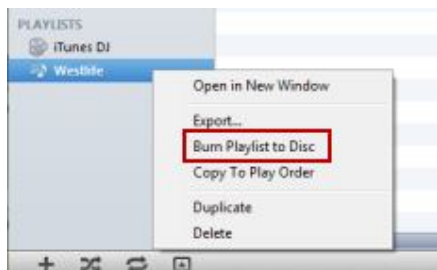 PLAYLISTS
iTunes DJ
Westlife
Open in New Window
Export...
Burn Playlist to Disc
Copy To Play Order
Duplicate
Delete